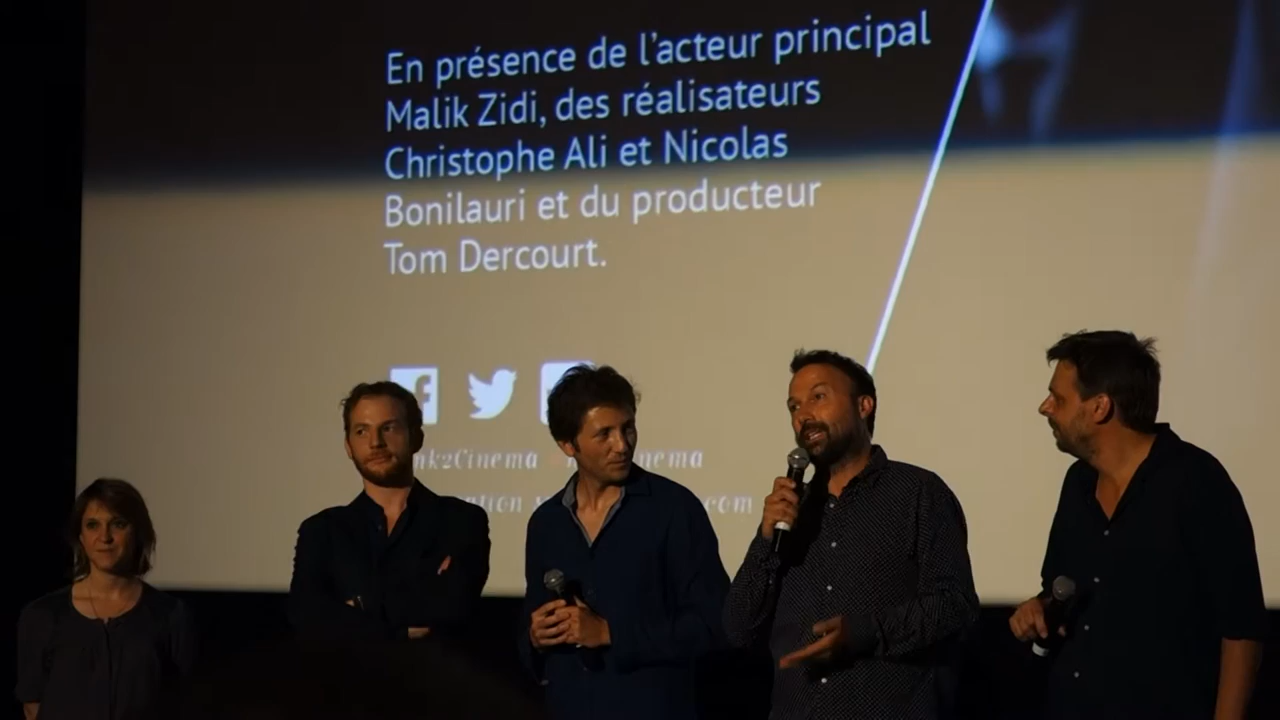 En présence de l'acteur principal
Malik Zidi, des réalisateurs
Christophe Ali et Nicolas
Bonilauri et du producteur
Tom Dercourt.